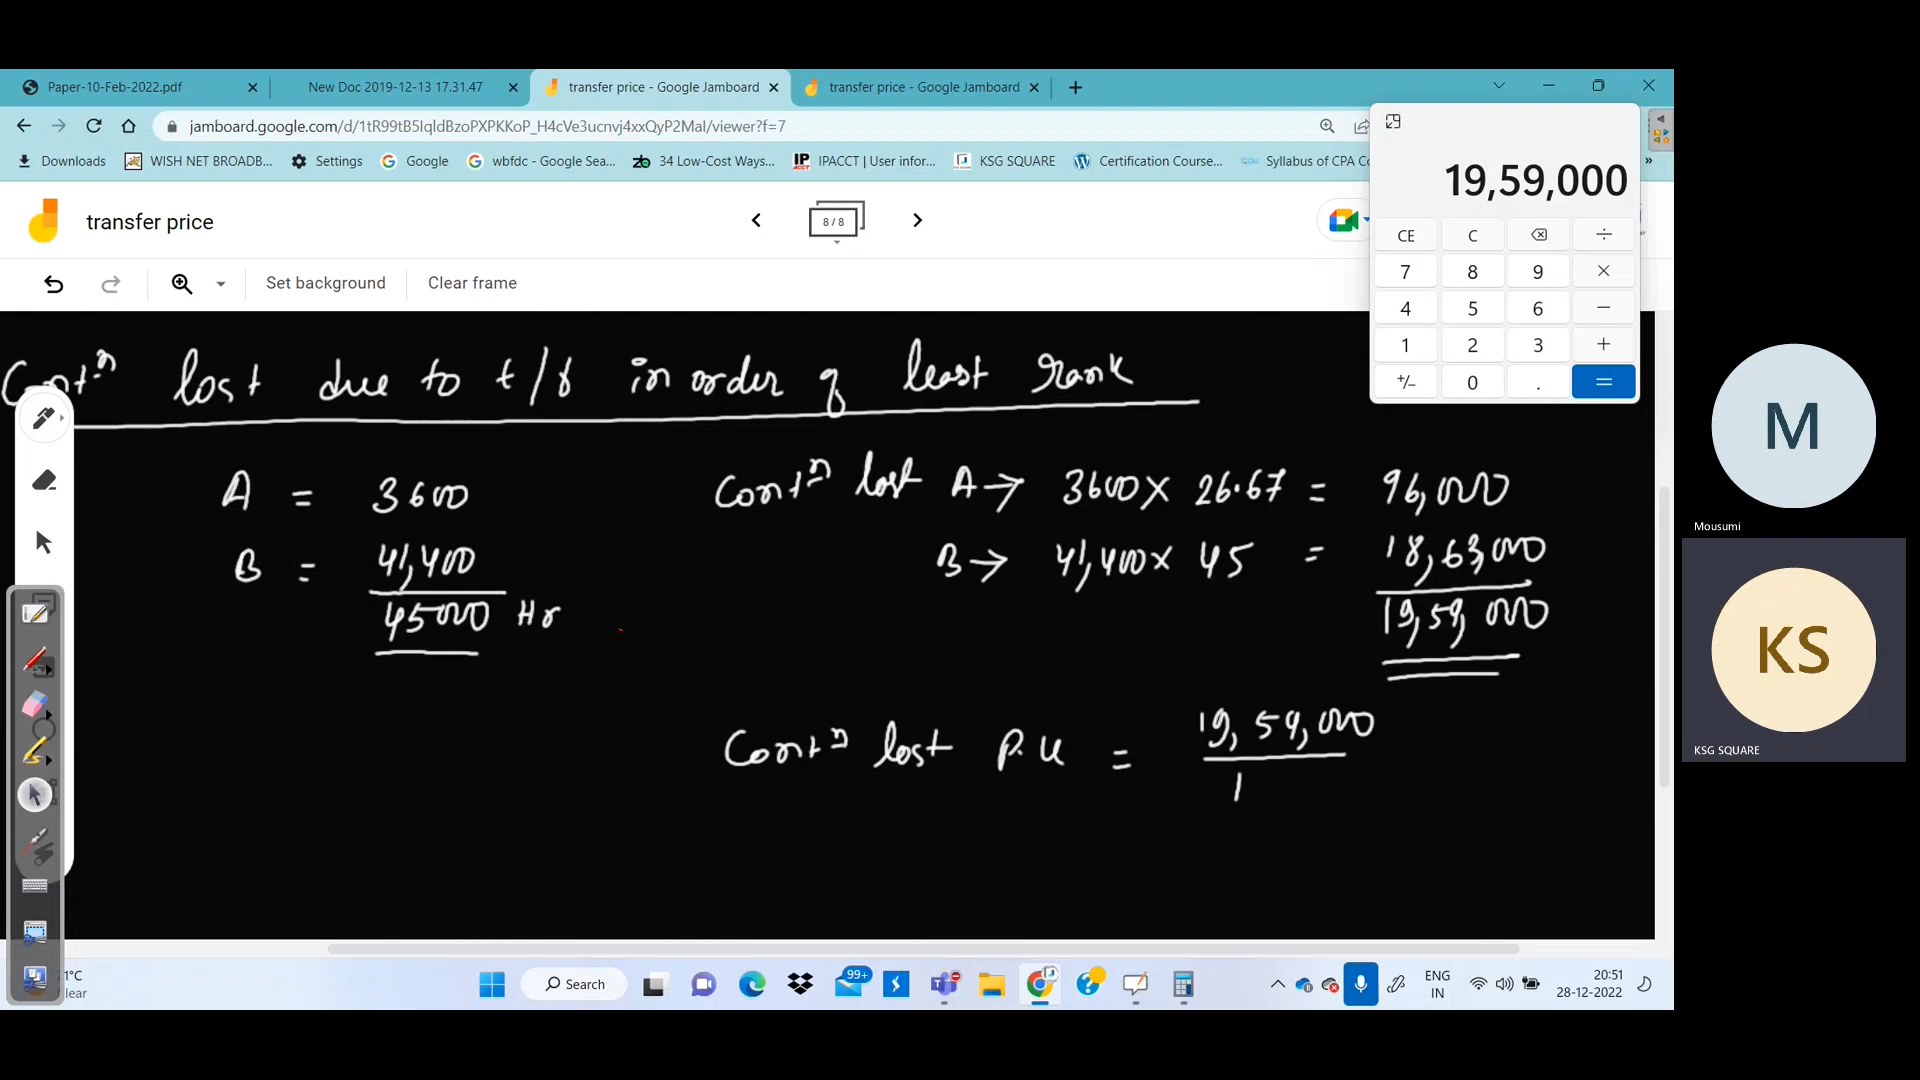 Paper-10-Feb-2022.pdf
New Doc 2019-12-13 17.31.47
transfer price - Google Jamboard
transfer price - Google Jamboard
jamboard.google.com/d/1tR99tB5IqldBzoPXPKKoP_H4cVe3ucnvj4xxQyP2MaI/viewer?f=7
Downloads
WISH NET BROADB...
Settings
Google
wbfdc - Google Sea...
34 Low-Cost Ways...
IPACCT | User infor...
KSG SQUARE
Certification Course...
Syllabus of CPA Co
19,59,000
CE C ÷
7 8 9 ×
4 5 6 −
1 2 3 +
+/− 0 . =
transfer price
8 / 8
Set background
Clear frame
Contn lost due to t/f in order of least rank
A = 3600
B = 41,400
45000 Hr
Contn lost A → 3600 × 26.67 = 96,000
B → 41,400 × 45 = 18,63,000
19,59,000
Contn lost P.U = 19,59,000
1
M
Mousumi
KS
KSG SQUARE
1°C
lear
Search
99+
ENG
IN
20:51
28-12-2022